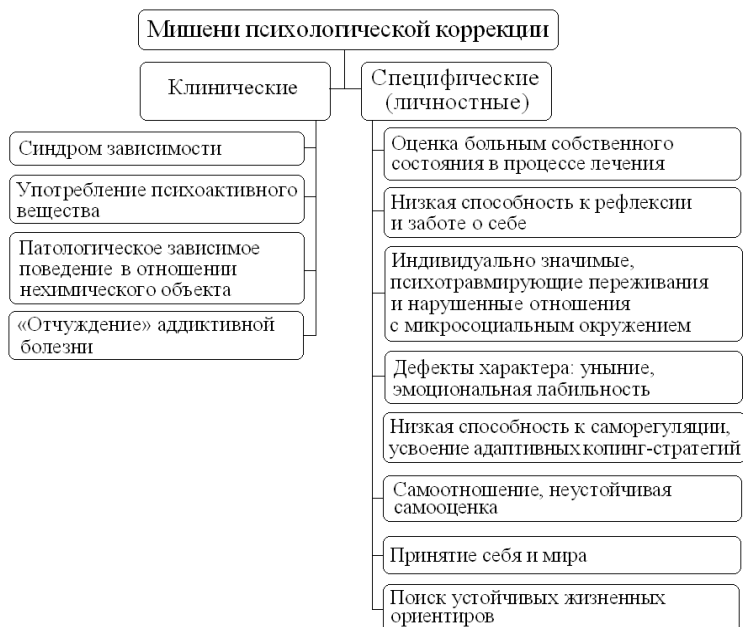 Мишени психологической коррекции
Клинические
Синдром зависимости
Употребление психоактивного
вещества
Патологическое зависимое
поведение в отношении
нехимического объекта
«Отчуждение» аддиктивной
болезни
Специфические
(личностные)
Оценка больным собственного
состояния в процессе лечения
Низкая способность к рефлексии
и заботе о себе
Индивидуально значимые,
психотравмирующие переживания
и нарушенные отношения
с микросоциальным окружением
Дефекты характера: уныние,
эмоциональная лабильность
Низкая способность к саморегуляции,
усвоение адаптивных копинг-стратегий
Самоотношение, неустойчивая
самооценка
Принятие себя и мира
Поиск устойчивых жизненных
ориентиров